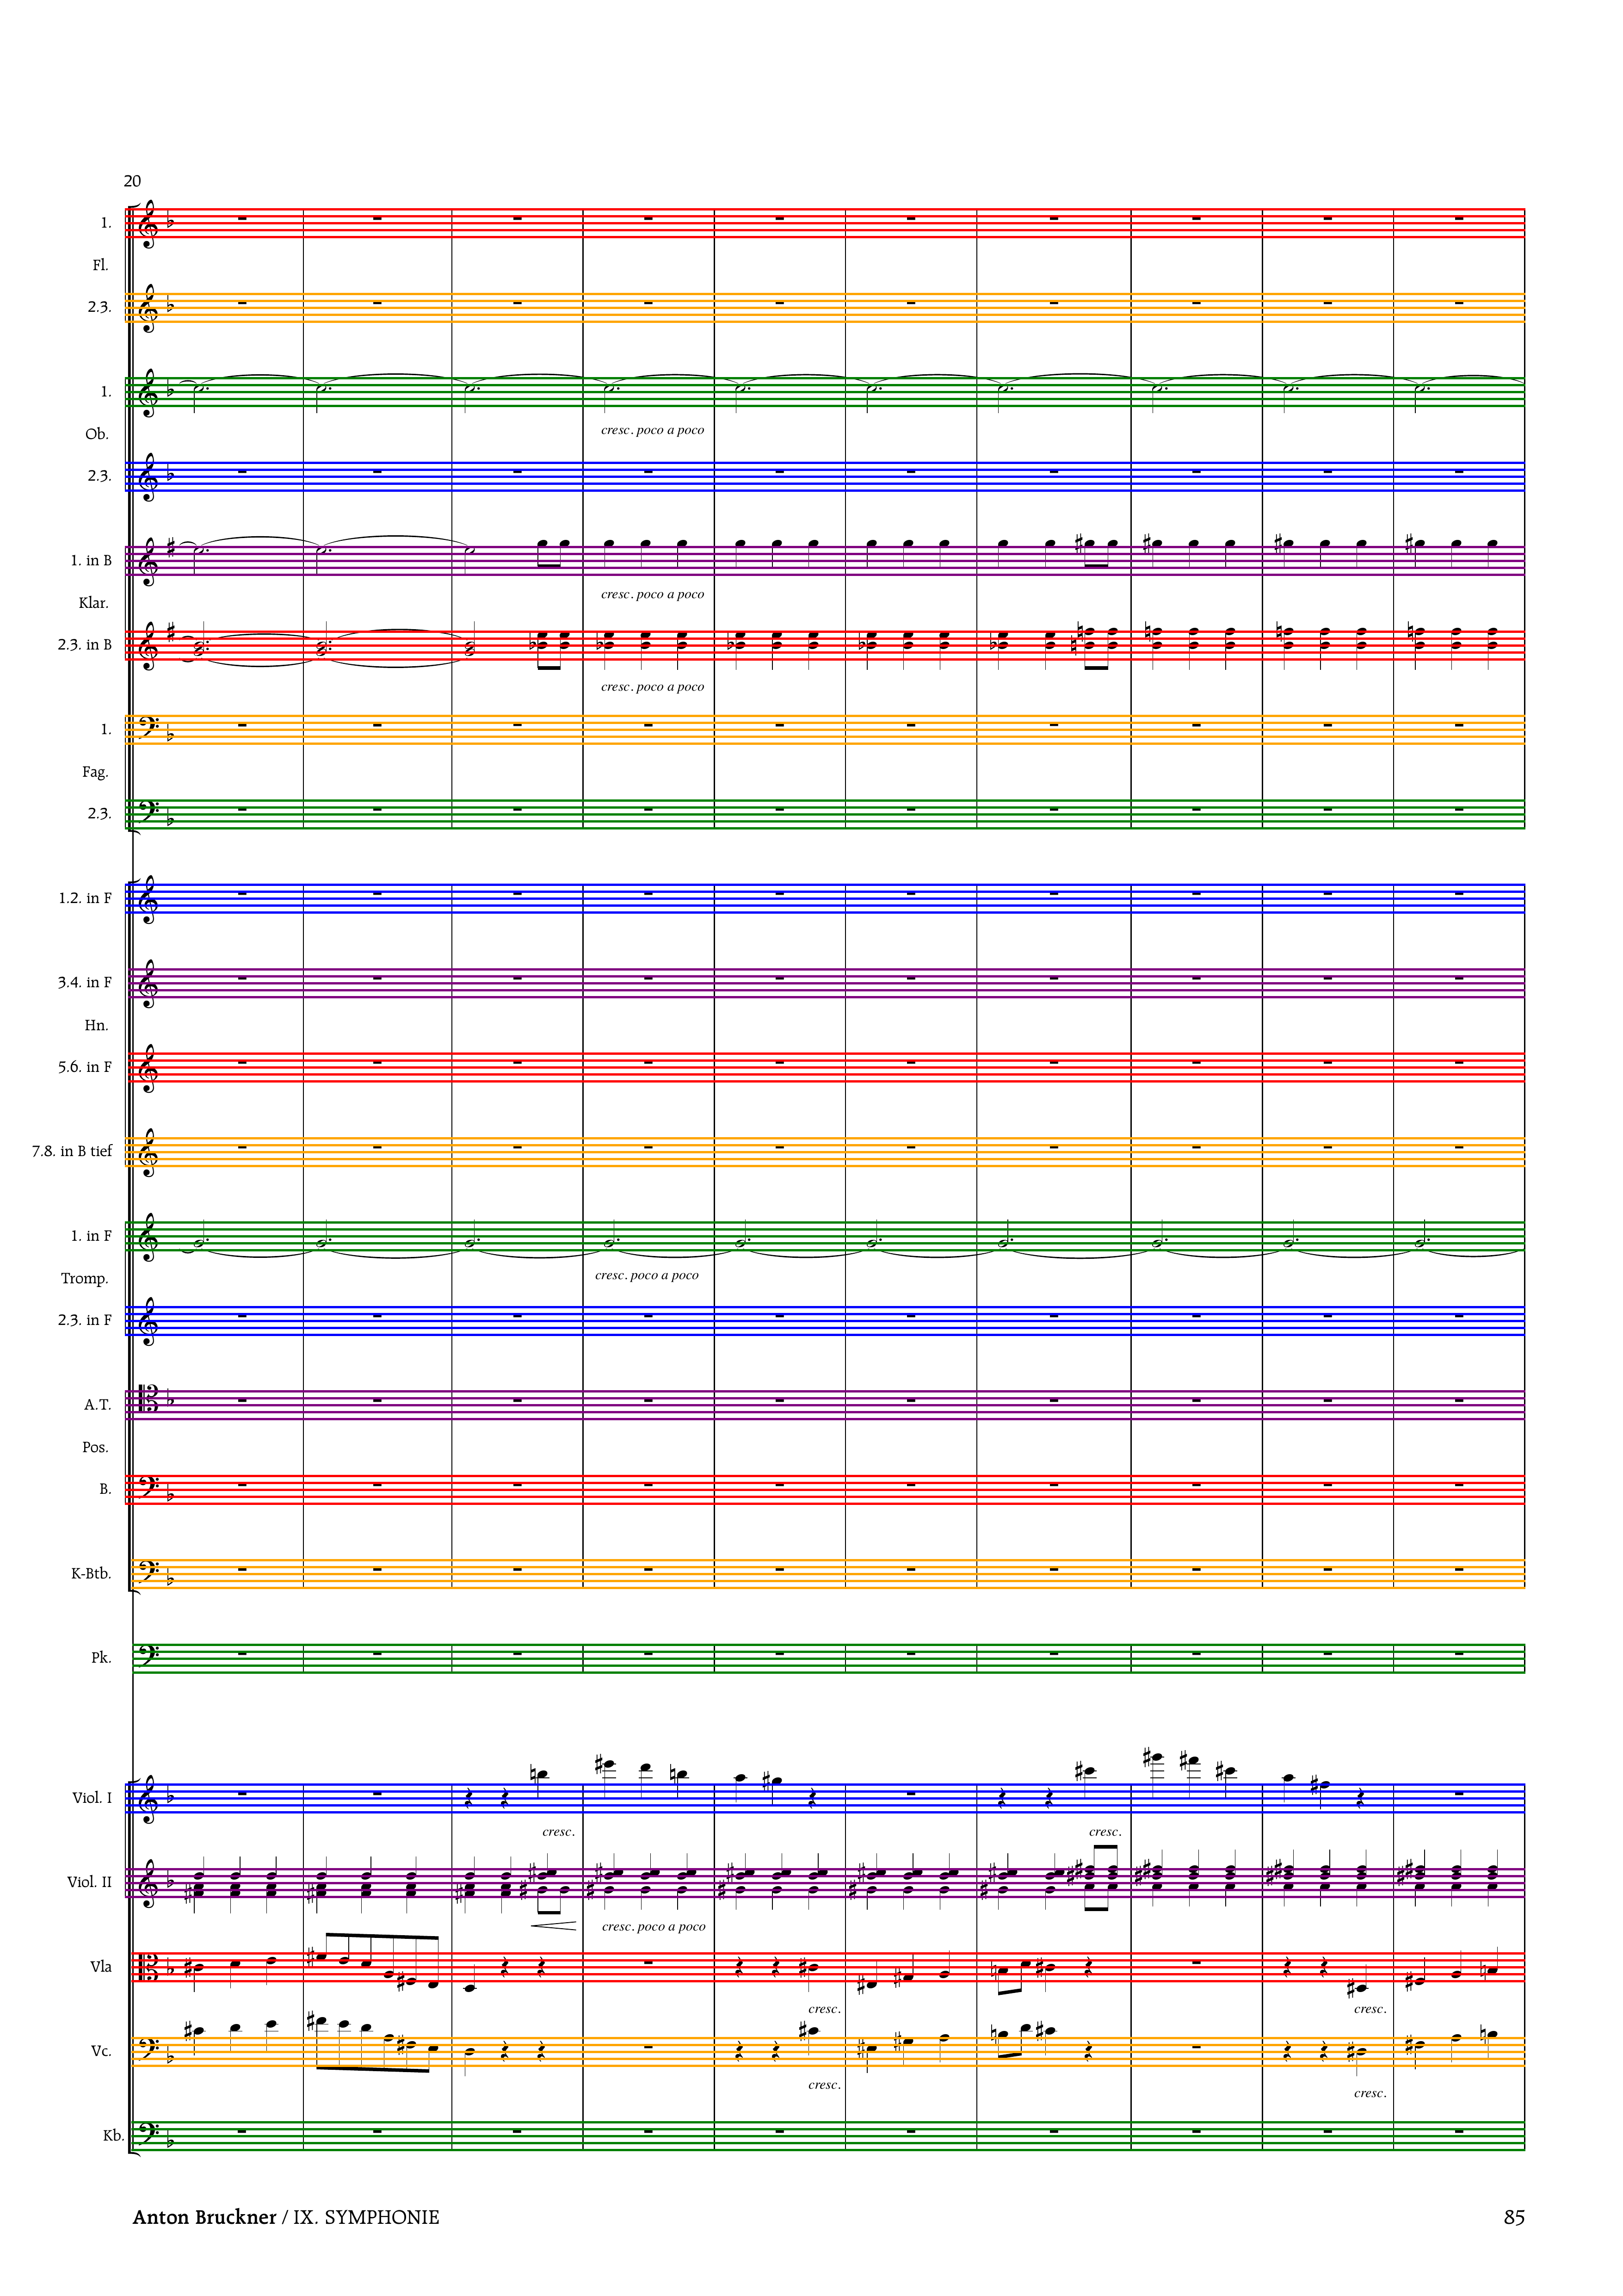 20
1.
Fl.
2.3.
1.
cresc. poco a poco
Ob.
2.3.
1. in B
cresc. poco a poco
Klar.
2.3. in B
cresc. poco a poco
1.
Fag.
2.3.
1.2. in F
3.4. in F
Hn.
5.6. in F
7.8. in B tief
1. in F
cresc. poco a poco
Tromp.
2.3. in F
A.T.
Pos.
B.
K-Btb.
Pk.
Viol. I
cresc. cresc.
Viol. II
cresc. poco a poco
Vla
cresc. cresc.
Vc.
cresc. cresc.
Kb.
Anton Bruckner / IX. SYMPHONIE 85